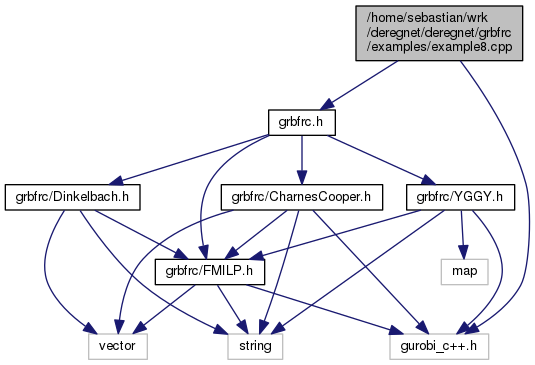 /home/sebastian/wrk
/deregnet/deregnet/grbfrc
/examples/example8.cpp
grbfrc.h
grbfrc/Dinkelbach.h
grbfrc/CharnesCooper.h
grbfrc/YGGY.h
grbfrc/FMILP.h
map
vector
string
gurobi_c++.h